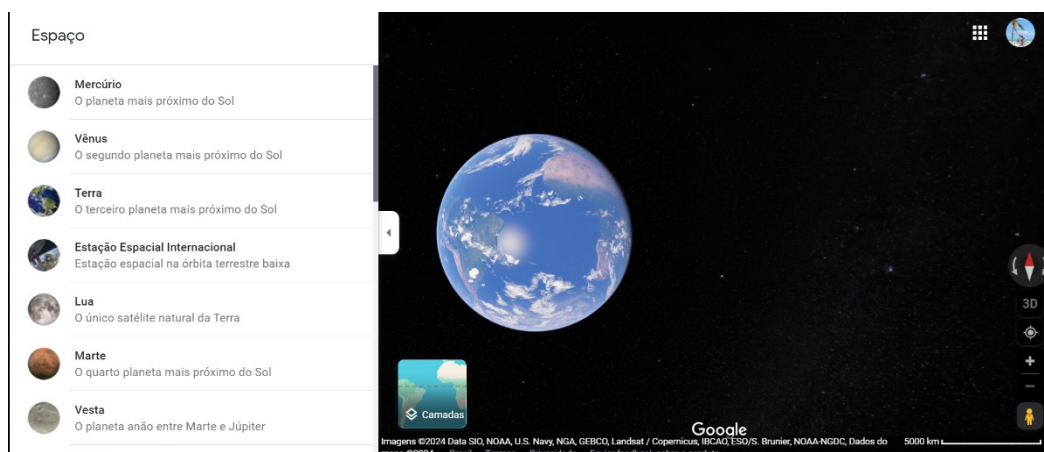 Espaço
Mercúrio
O planeta mais próximo do Sol
Vênus
O segundo planeta mais próximo do Sol
Terra
O terceiro planeta mais próximo do Sol
Estação Espacial Internacional
Estação espacial na órbita terrestre baixa
Lua
O único satélite natural da Terra
Marte
O quarto planeta mais próximo do Sol
Vesta
O planeta anão entre Marte e Júpiter
3D
Camadas
Google
Imagens ©2024 Data SIO, NOAA, U.S. Navy, NGA, GEBCO, Landsat / Copernicus, IBCAO, ESO/S. Brunier, NOAA-NGDC, Dados do 5000 km